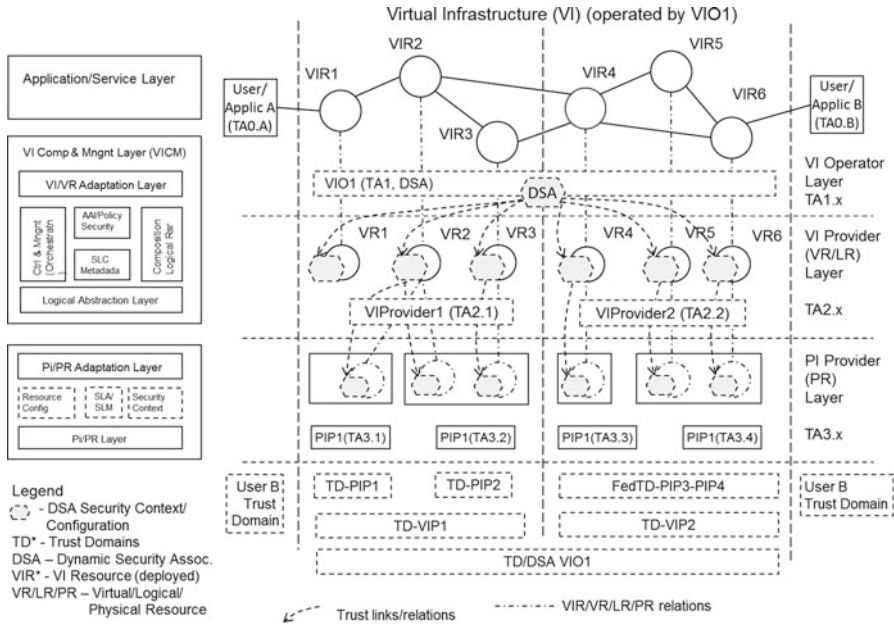 Virtual Infrastructure (VI) (operated by VIO1)
Application/Service Layer
User/
Applic A
(TA0.A)
VIR1
VIR2
VIR3
VIR4
VIR5
VIR6
User/
Applic B
(TA0.B)
VI Comp & Mngnt Layer (VICM)
VI/VR Adaptation Layer
Ctrl & Mngnt
(Orchestratn
)
AAI/Policy
Security
SLC
Metadada
Composition
Logical Rsr
Logical Abstraction Layer
VIO1 (TA1, DSA)
DSA
VI Operator
Layer
TA1.x
VR1
VR2
VR3
VR4
VR5
VR6
VI Provider
(VR/LR)
Layer
VIProvider1 (TA2.1)
VIProvider2 (TA2.2)
TA2.x
Pi/PR Adaptation Layer
Resource
Config
SLA/
SLM
Security
Context
Pi/PR Layer
PI Provider
(PR)
Layer
PIP1(TA3.1)
PIP1(TA3.2)
PIP1(TA3.3)
PIP1(TA3.4)
TA3.x
User B
Trust
Domain
TD-PIP1
TD-PIP2
FedTD-PIP3-PIP4
User B
Trust Domain
TD-VIP1
TD-VIP2
TD/DSA VIO1
Legend
- DSA Security Context/
Configuration
TD* - Trust Domains
DSA – Dynamic Security Assoc.
VIR* - VI Resource (deployed)
VR/LR/PR – Virtual/Logical/
Physical Resource
Trust links/relations
VIR/VR/LR/PR relations